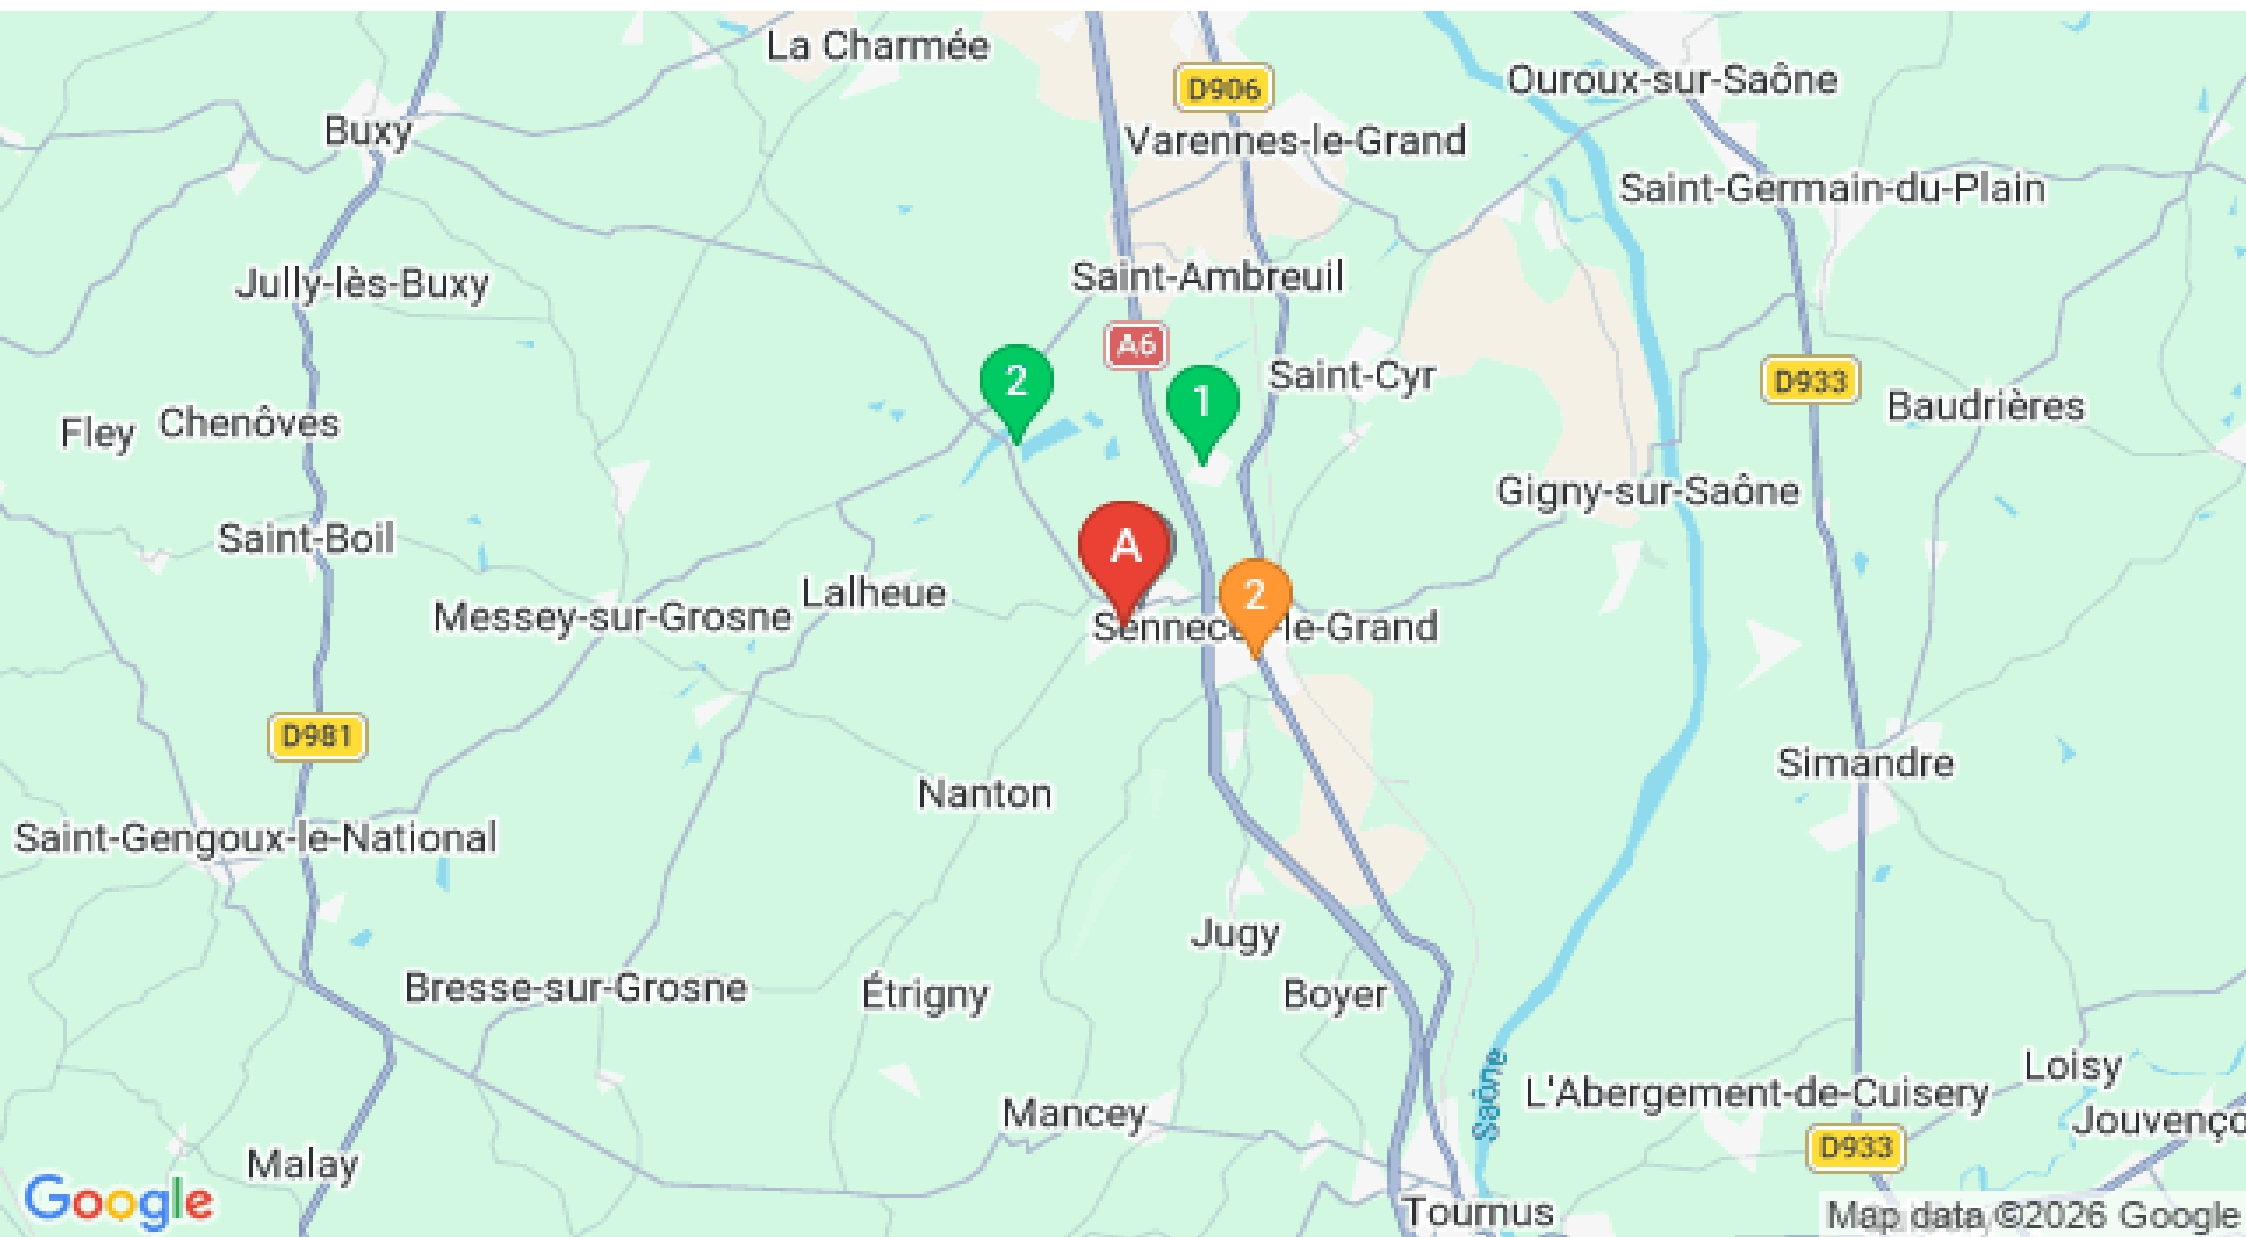 La Charmée
D906
Ouroux-sur-Saône
Buxy
Varennes-le-Grand
Saint-Germain-du-Plain
Jully-lès-Buxy
Saint-Ambreuil
A6
2
1
Saint-Cyr
D933
Baudrières
Fley
Chenôves
Gigny-sur-Saône
Saint-Boil
A
2
Lalheue
Messey-sur-Grosne
Sennecey-le-Grand
D981
Simandre
Nanton
Saint-Gengoux-le-National
Jugy
Bresse-sur-Grosne
Étrigny
Boyer
Saône
Loisy
L'Abergement-de-Cuisery
Mancey
Jouvenço
D933
Malay
Google
Tournus
Map data ©2026 Google